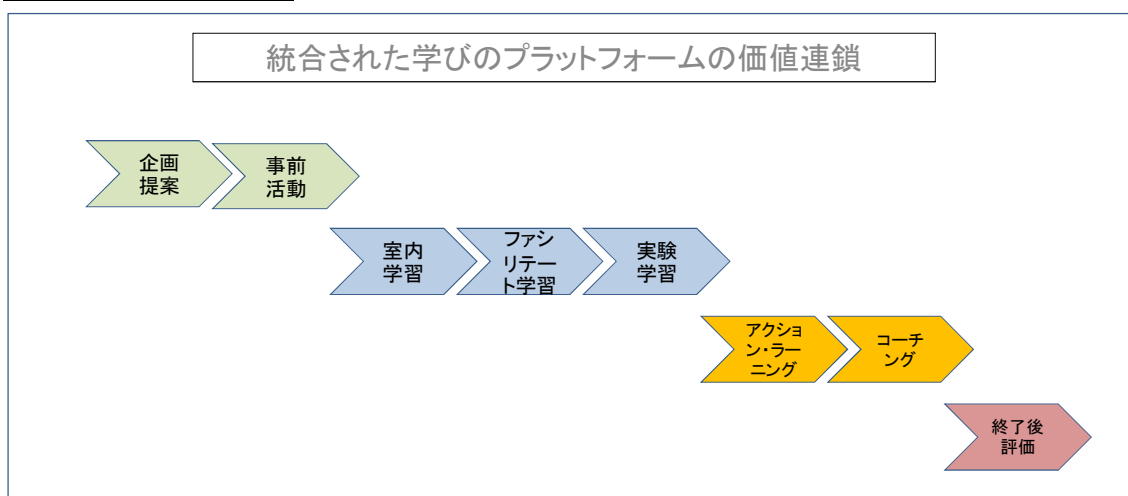 統合された学びのプラットフォームの価値連鎖
企画
提案
事前
活動
室内
学習
ファシ
リテー
ト学習
実験
学習
アクショ
ン・ラー
ニング
コーチ
ング
終了後
評価